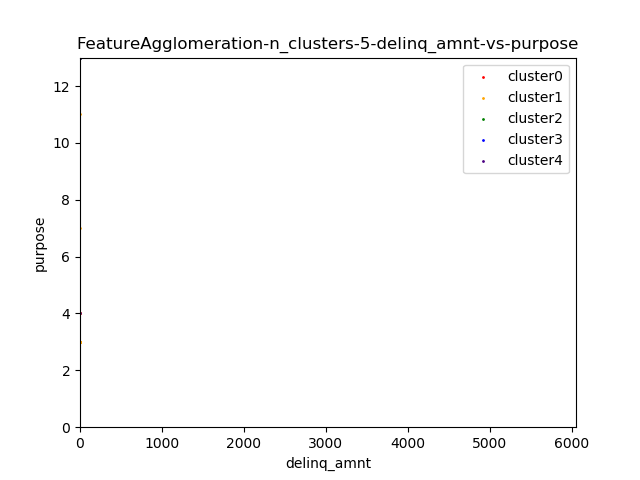 FeatureAgglomeration-n_clusters-5-delinq_amnt-vs-purpose
cluster0
cluster1
cluster2
cluster3
cluster4
purpose
12
10
8
6
4
2
0
0 1000 2000 3000 4000 5000 6000
delinq_amnt